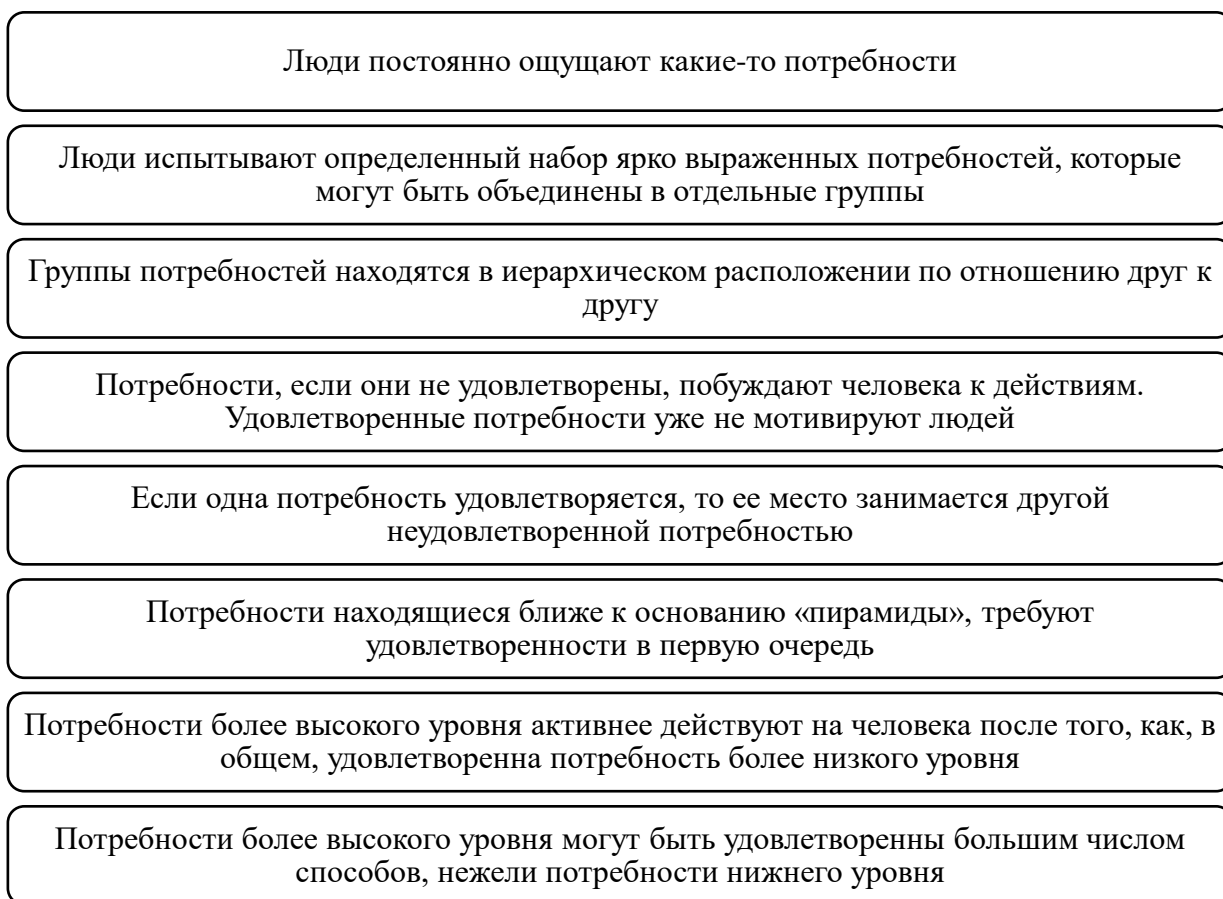 Люди постоянно ощущают какие-то потребности
Люди испытывают определенный набор ярко выраженных потребностей, которые
могут быть объединены в отдельные группы
Группы потребностей находятся в иерархическом расположении по отношению друг к
другу
Потребности, если они не удовлетворены, побуждают человека к действиям.
Удовлетворенные потребности уже не мотивируют людей
Если одна потребность удовлетворяется, то ее место занимается другой
неудовлетворенной потребностью
Потребности находящиеся ближе к основанию «пирамиды», требуют
удовлетворенности в первую очередь
Потребности более высокого уровня активнее действуют на человека после того, как, в
общем, удовлетворенна потребность более низкого уровня
Потребности более высокого уровня могут быть удовлетворенны большим числом
способов, нежели потребности нижнего уровня